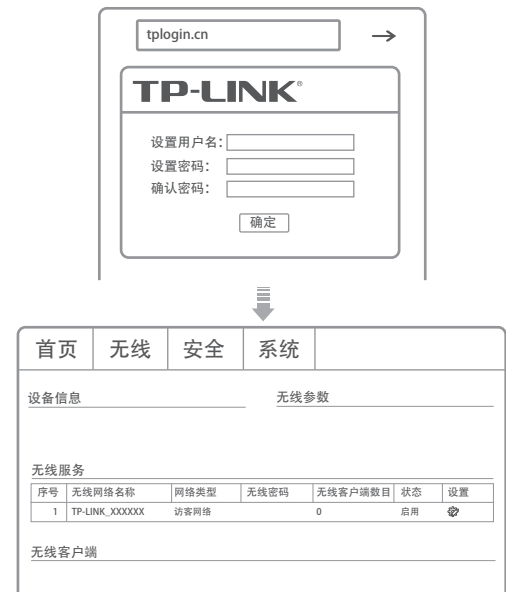 tplogin.cn
TP-LINK®
设置用户名：
设置密码：
确认密码：
确定
首页 无线 安全 系统
设备信息 无线参数
无线服务
序号 无线网络名称 网络类型 无线密码 无线客户端数目 状态 设置
1 TP-LINK_XXXXXX 访客网络 0 启用
无线客户端